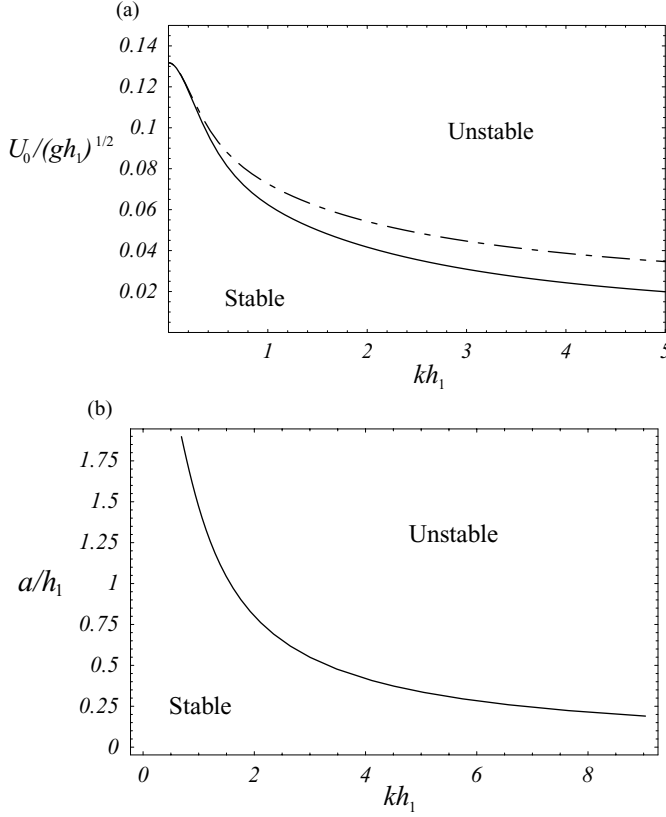 (a)
0.14
0.12
0.1
0.08
0.06
0.04
0.02
U₀/(gh₁)^1/2
Unstable
Stable
1 2 3 4 5
kh₁
(b)
1.75
1.5
1.25
1
0.75
0.5
0.25
0
a/h₁
Unstable
Stable
0 2 4 6 8
kh₁